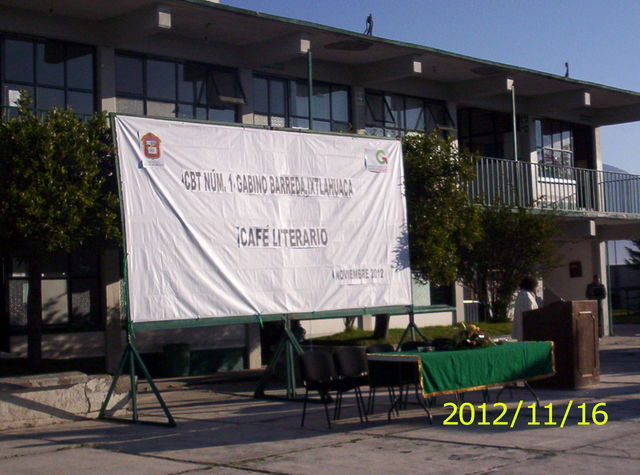 CBT NÚM. 1 GABINO BARREDA, IXTLAHUACA
CAFÉ LITERARIO
NOVIEMBRE 2012
2012/11/16